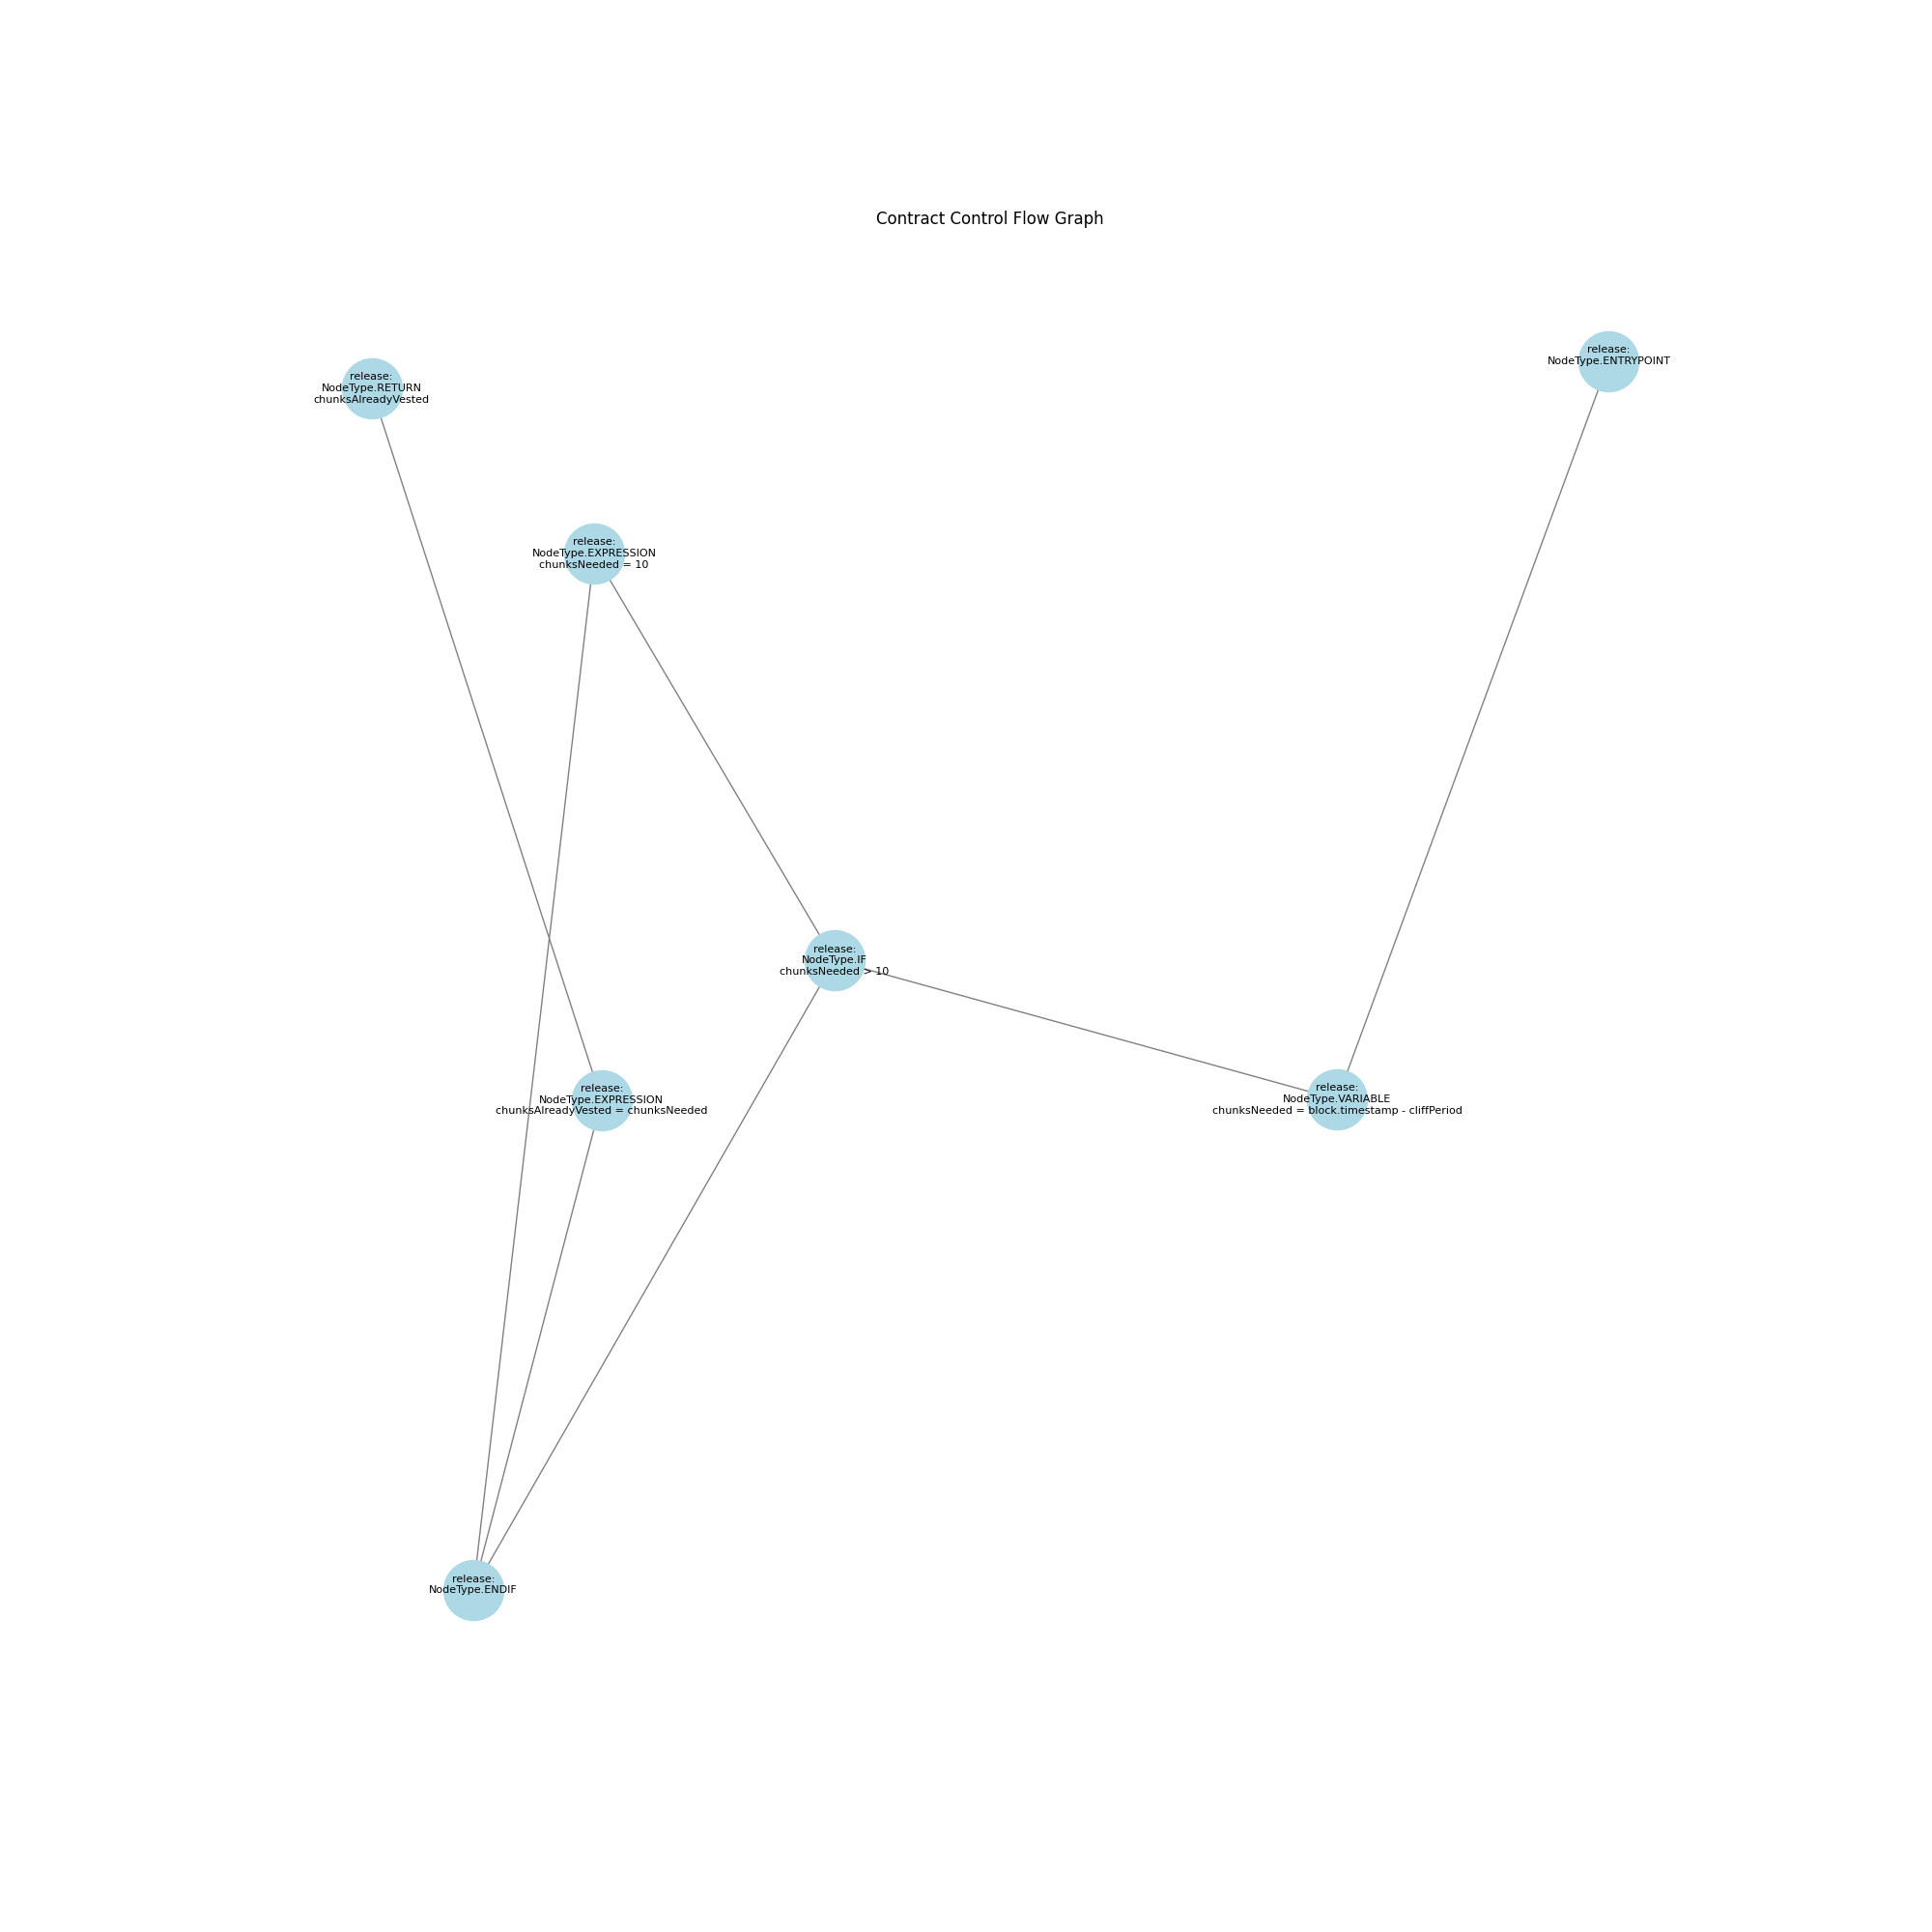 Contract Control Flow Graph
release:
NodeType.ENTRYPOINT
release:
NodeType.RETURN
chunksAlreadyVested
release:
NodeType.EXPRESSION
chunksNeeded = 10
release:
NodeType.IF
chunksNeeded > 10
release:
NodeType.EXPRESSION
chunksAlreadyVested = chunksNeeded
release:
NodeType.VARIABLE
chunksNeeded = block.timestamp - cliffPeriod
release:
NodeType.ENDIF